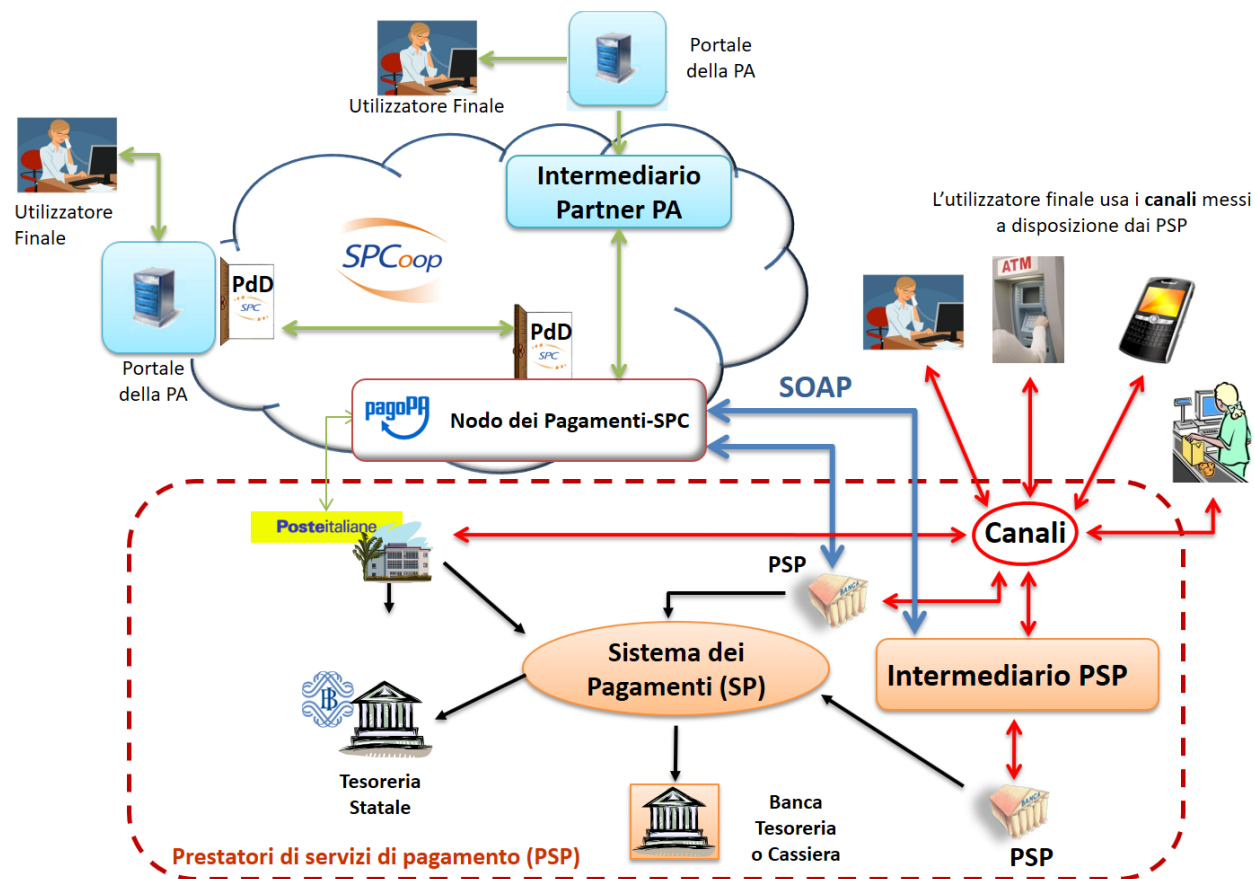 Portale
della PA
Utilizzatore Finale
Utilizzatore
Finale
Intermediario
Partner PA
L'utilizzatore finale usa i canali messi
a disposizione dai PSP
SPCoop
PdD
SPC
ATM
PdD
SPC
Portale
della PA
SOAP
pagoPA
Nodo dei Pagamenti-SPC
Posteitaliane
Canali
PSP
BANCA
Sistema dei
Pagamenti (SP)
Intermediario PSP
Tesoreria
Statale
Banca
Tesoreria
o Cassiera
BANCA
PSP
Prestatori di servizi di pagamento (PSP)